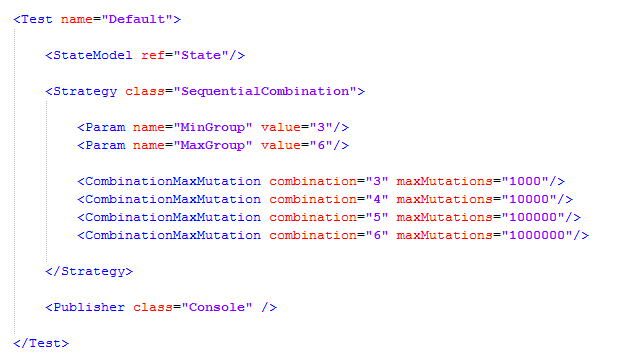 <Test name="Default">
<StateModel ref="State"/>
<Strategy class="SequentialCombination">
<Param name="MinGroup" value="3"/>
<Param name="MaxGroup" value="6"/>
<CombinationMaxMutation combination="3" maxMutations="1000"/>
<CombinationMaxMutation combination="4" maxMutations="10000"/>
<CombinationMaxMutation combination="5" maxMutations="100000"/>
<CombinationMaxMutation combination="6" maxMutations="1000000"/>
</Strategy>
<Publisher class="Console" />
</Test>